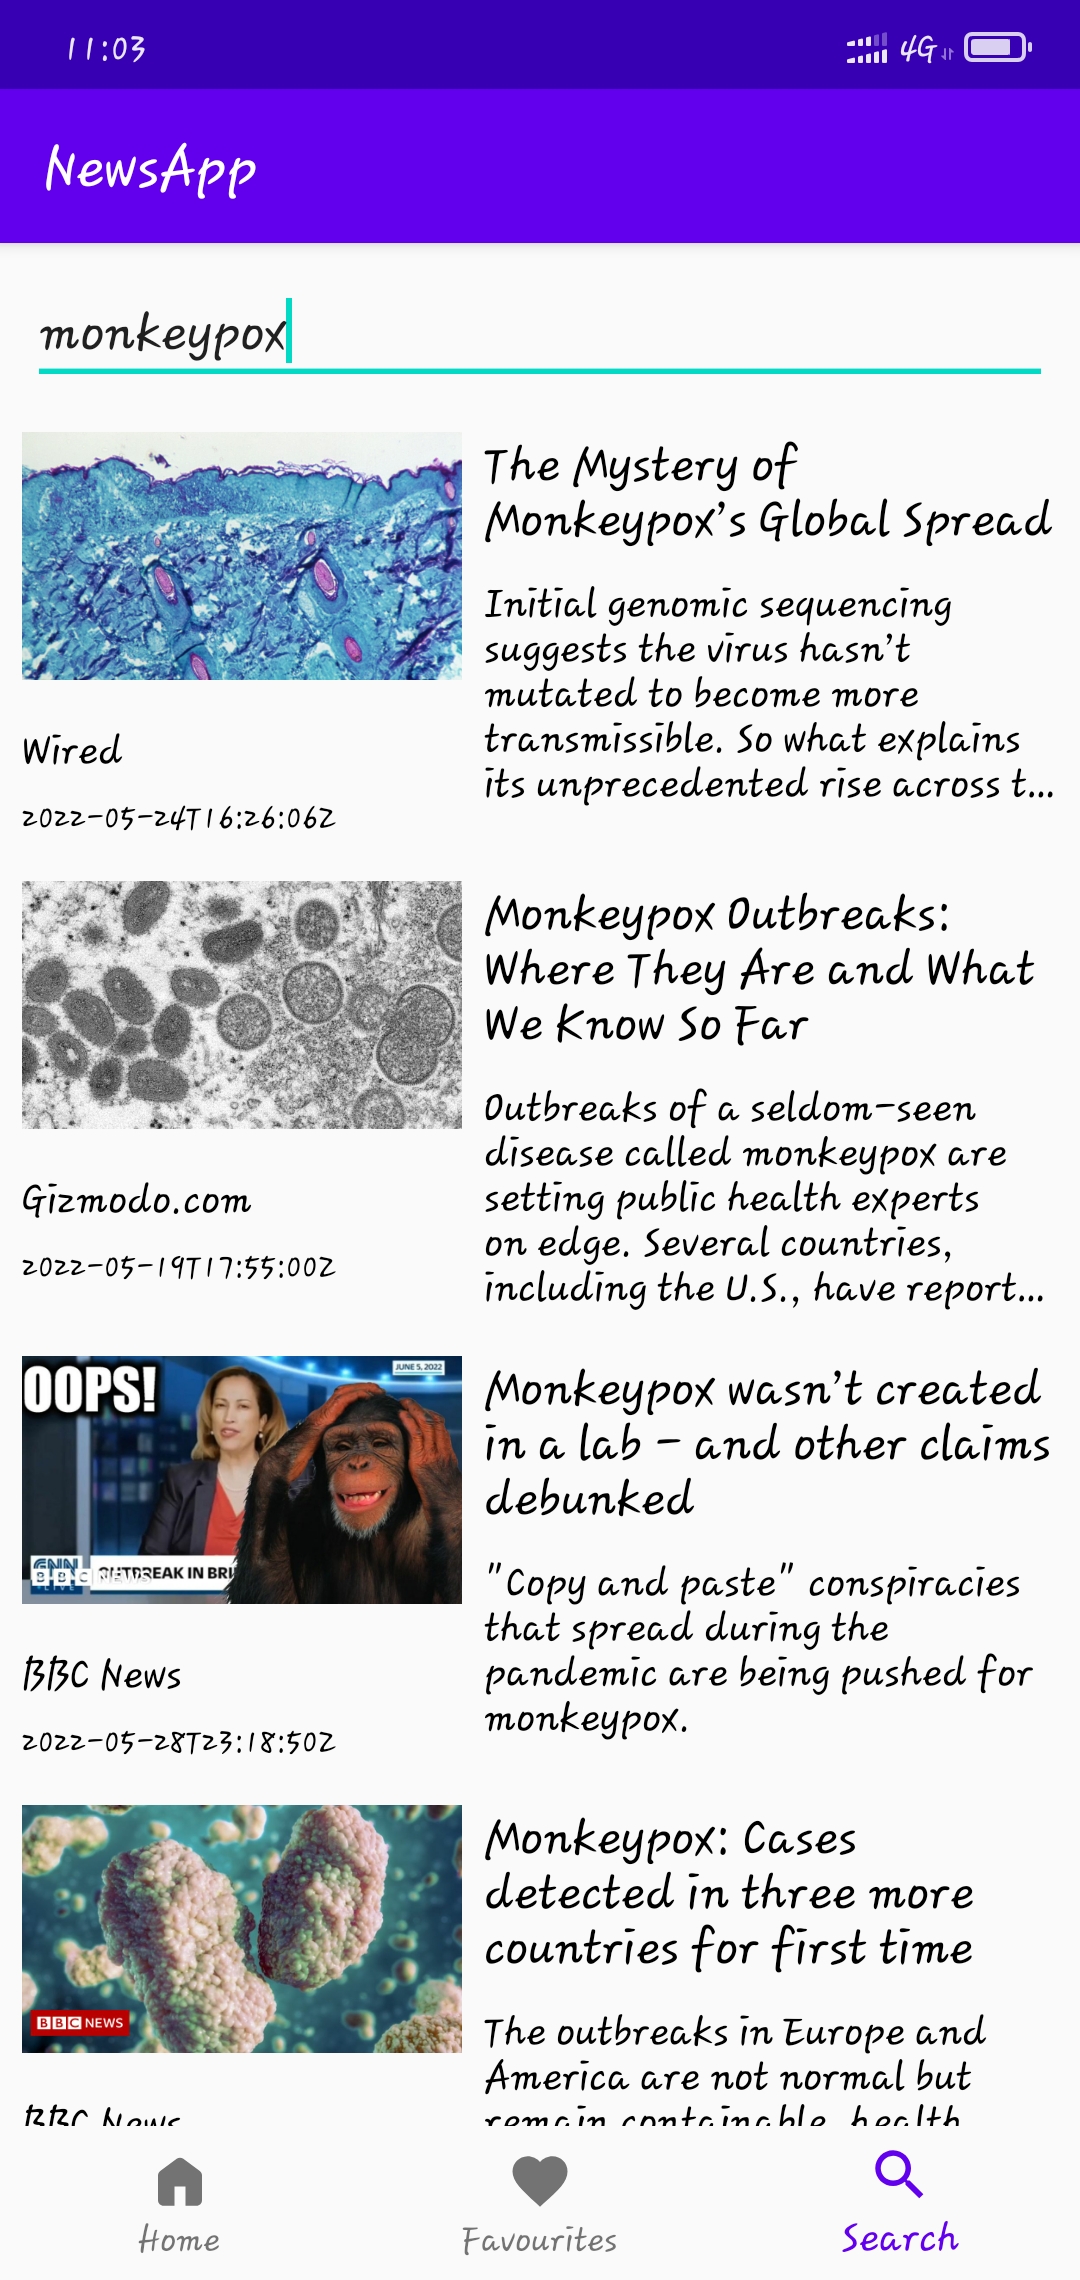 11:03
4G
NewsApp
monkeypox
The Mystery of
Monkeypox’s Global Spread
Initial genomic sequencing
suggests the virus hasn’t
mutated to become more
transmissible. So what explains
its unprecedented rise across t...
Wired
2022-05-24T16:26:06Z
Monkeypox Outbreaks:
Where They Are and What
We Know So Far
Outbreaks of a seldom-seen
disease called monkeypox are
setting public health experts
on edge. Several countries,
including the U.S., have report...
Gizmodo.com
2022-05-19T17:55:00Z
OOPS!
JUNE 5, 2022
OUTBREAK IN BRI
LIVE
BBC NEWS
Monkeypox wasn’t created
in a lab - and other claims
debunked
"Copy and paste" conspiracies
that spread during the
pandemic are being pushed for
monkeypox.
BBC News
2022-05-28T23:18:50Z
BBC NEWS
Monkeypox: Cases
detected in three more
countries for first time
The outbreaks in Europe and
America are not normal but
remain containable, health
BBC News
Home
Favourites
Search